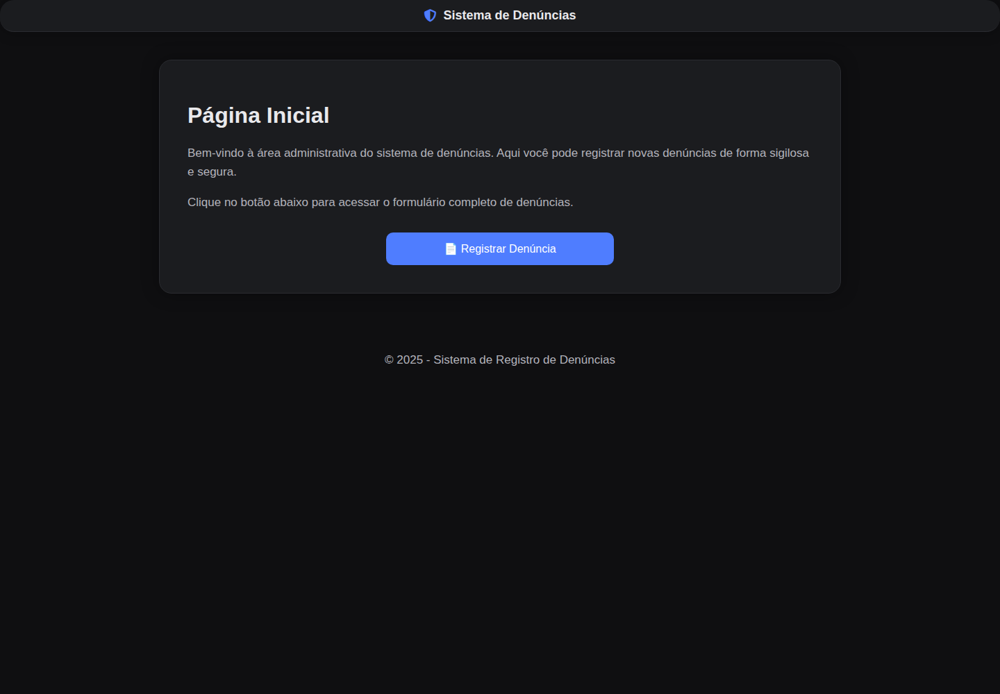 Sistema de Denúncias
Página Inicial
Bem-vindo à área administrativa do sistema de denúncias. Aqui você pode registrar novas denúncias de forma sigilosa
e segura.
Clique no botão abaixo para acessar o formulário completo de denúncias.
📄 Registrar Denúncia
© 2025 - Sistema de Registro de Denúncias